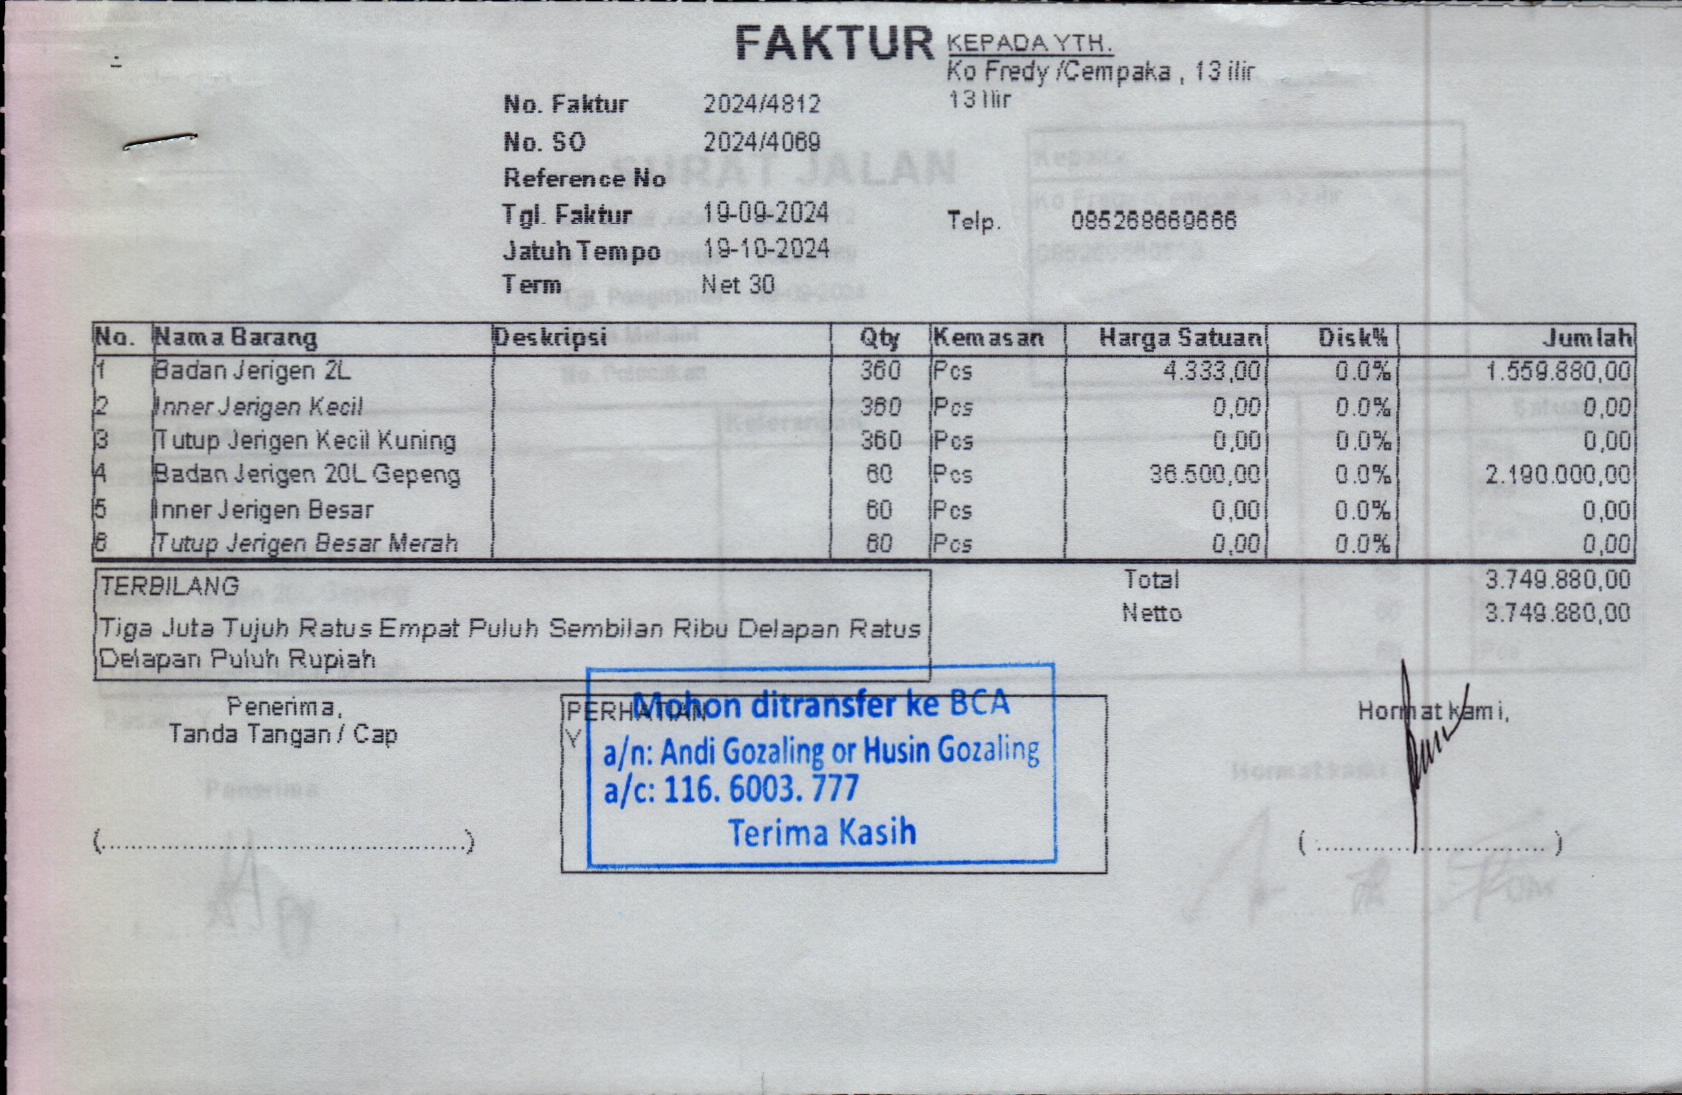 FAKTUR
KEPADA YTH.
Ko Fredy /Cempaka , 13 ilir
13 Ilir
No. Faktur 2024/4812
No. SO 2024/4069
Reference No
Tgl. Faktur 19-09-2024
Telp. 085269669666
Jatuh Tempo 19-10-2024
Term Net 30
No. Nama Barang Deskripsi Qty Kemasan Harga Satuan Disk% Jumlah
1 Badan Jerigen 2L 360 Pcs 4.333,00 0.0% 1.559.880,00
2 Inner Jerigen Kecil 360 Pcs 0,00 0.0% 0,00
3 Tutup Jerigen Kecil Kuning 360 Pcs 0,00 0.0% 0,00
4 Badan Jerigen 20L Gepeng 60 Pcs 36.500,00 0.0% 2.190.000,00
5 Inner Jerigen Besar 60 Pcs 0,00 0.0% 0,00
6 Tutup Jerigen Besar Merah 60 Pcs 0,00 0.0% 0,00
TERBILANG
Tiga Juta Tujuh Ratus Empat Puluh Sembilan Ribu Delapan Ratus
Delapan Puluh Rupiah
Total 3.749.880,00
Netto 3.749.880,00
Penerima,
Tanda Tangan / Cap
(............................................)
PERHATIAN
Y
Mohon ditransfer ke BCA
a/n: Andi Gozaling or Husin Gozaling
a/c: 116. 6003. 777
Terima Kasih
Hormat kami,
(............................)
SURAT JALAN